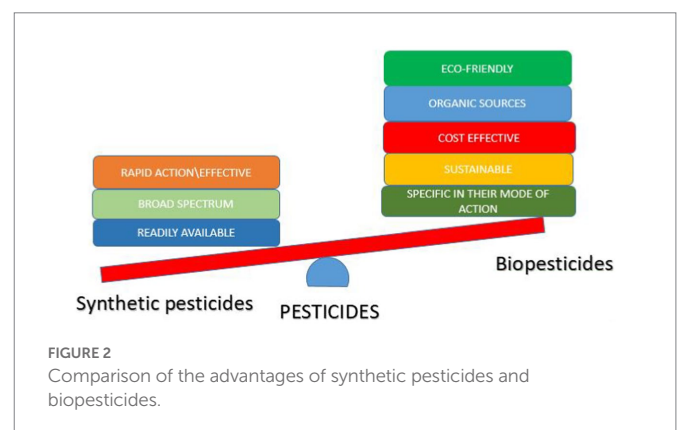 ECO-FRIENDLY
ORGANIC SOURCES
COST EFFECTIVE
SUSTAINABLE
SPECIFIC IN THEIR MODE OF
ACTION
RAPID ACTION\EFFECTIVE
BROAD SPECTRUM
READILY AVAILABLE
Biopesticides
Synthetic pesticides
PESTICIDES
FIGURE 2
Comparison of the advantages of synthetic pesticides and
biopesticides.